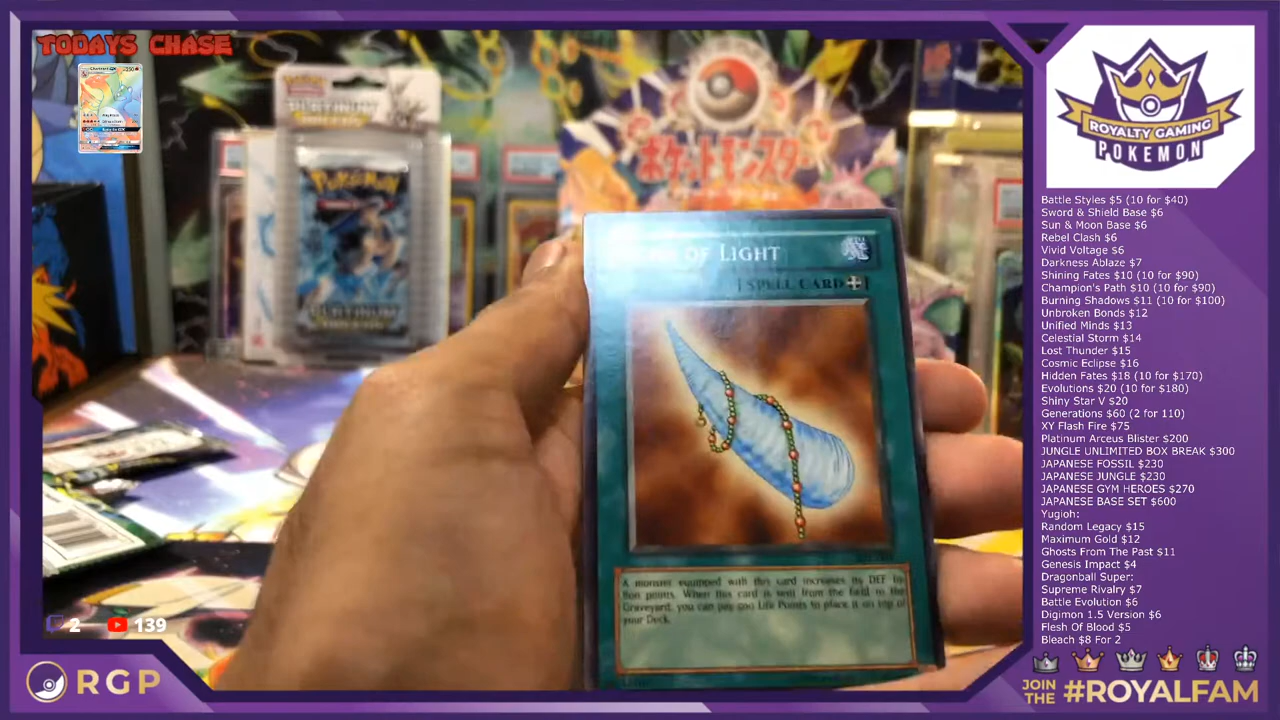 TODAYS CHASE
POKÉMON
ポケットモンスター
OF LIGHT
[SPELL CARD
A monster equipped with this card increases its DEF by
800 points. When this card is sent from the field to the
Graveyard, you can pay 500 Life Points to place it on top of
your Deck.
2
139
RGP
ROYALTY GAMING
POKEMON
Battle Styles $5 (10 for $40)
Sword & Shield Base $6
Sun & Moon Base $6
Rebel Clash $6
Vivid Voltage $6
Darkness Ablaze $7
Shining Fates $10 (10 for $90)
Champion's Path $10 (10 for $90)
Burning Shadows $11 (10 for $100)
Unbroken Bonds $12
Unified Minds $13
Celestial Storm $14
Lost Thunder $15
Cosmic Eclipse $16
Hidden Fates $18 (10 for $170)
Evolutions $20 (10 for $180)
Shiny Star V $20
Generations $60 (2 for 110)
XY Flash Fire $75
Platinum Arceus Blister $200
JUNGLE UNLIMITED BOX BREAK $300
JAPANESE FOSSIL $230
JAPANESE JUNGLE $230
JAPANESE GYM HEROES $270
JAPANESE BASE SET $600
Yugioh:
Random Legacy $15
Maximum Gold $12
Ghosts From The Past $11
Genesis Impact $4
Dragonball Super:
Supreme Rivalry $7
Battle Evolution $6
Digimon 1.5 Version $6
Flesh Of Blood $5
Bleach $8 For 2
JOIN
THE #ROYALFAM